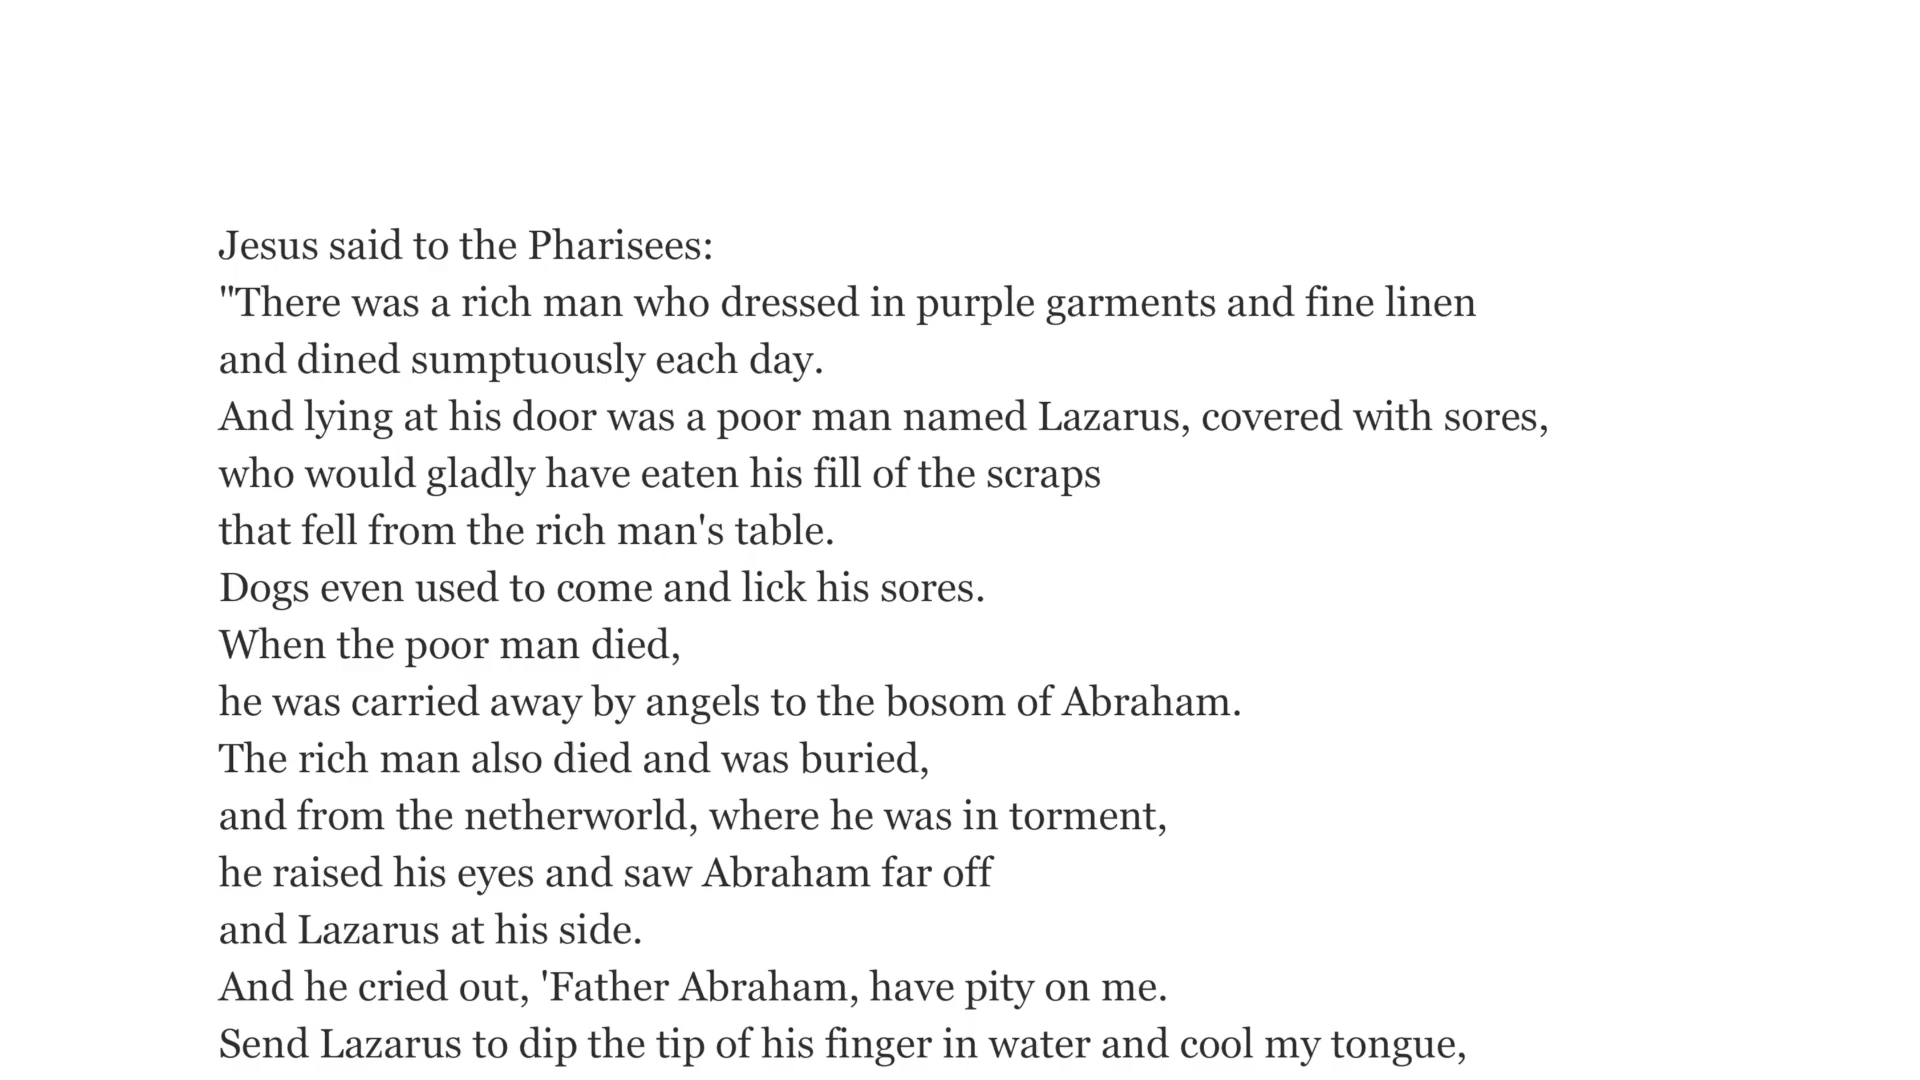 Jesus said to the Pharisees:
"There was a rich man who dressed in purple garments and fine linen
and dined sumptuously each day.
And lying at his door was a poor man named Lazarus, covered with sores,
who would gladly have eaten his fill of the scraps
that fell from the rich man's table.
Dogs even used to come and lick his sores.
When the poor man died,
he was carried away by angels to the bosom of Abraham.
The rich man also died and was buried,
and from the netherworld, where he was in torment,
he raised his eyes and saw Abraham far off
and Lazarus at his side.
And he cried out, 'Father Abraham, have pity on me.
Send Lazarus to dip the tip of his finger in water and cool my tongue,